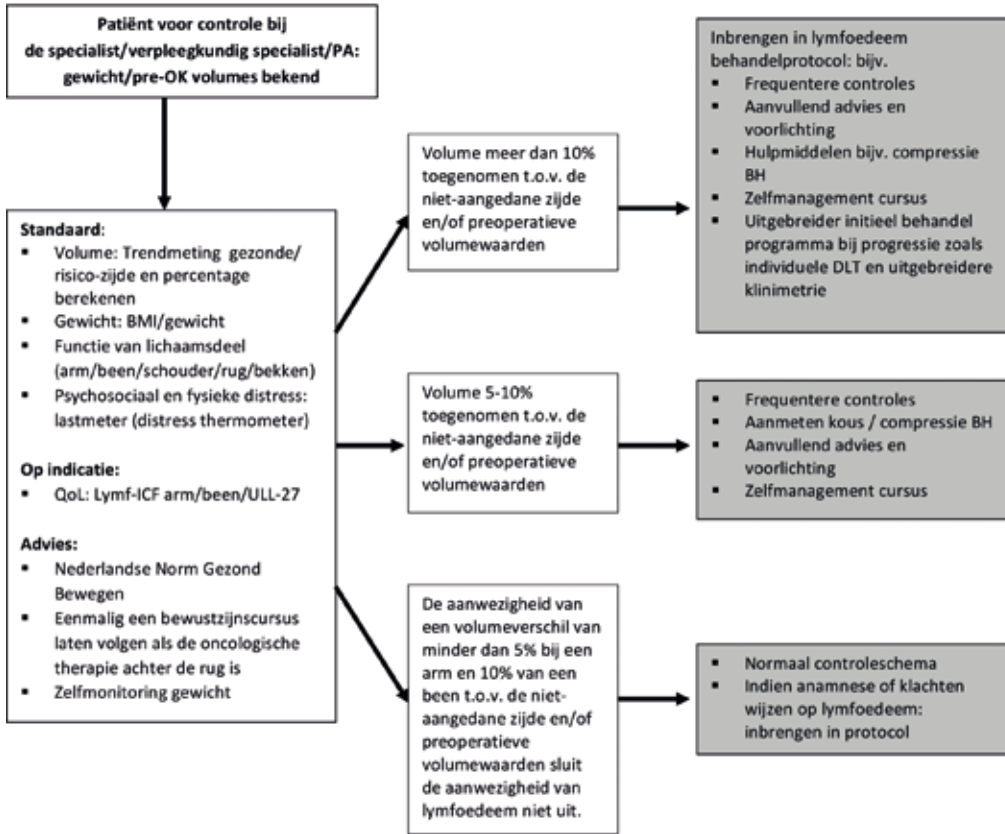 Patiënt voor controle bij
de specialist/verpleegkundig specialist/PA:
gewicht/pre-OK volumes bekend
Standaard:
▪ Volume: Trendmeting gezonde/
risico-zijde en percentage
berekenen
▪ Gewicht: BMI/gewicht
▪ Functie van lichaamsdeel
(arm/been/schouder/rug/bekken)
▪ Psychosociaal en fysieke distress:
lastmeter (distress thermometer)
Op indicatie:
▪ QoL: Lymf-ICF arm/been/ULL-27
Advies:
▪ Nederlandse Norm Gezond
Bewegen
▪ Eenmalig een bewustzijnscursus
laten volgen als de oncologische
therapie achter de rug is
▪ Zelfmonitoring gewicht
Volume meer dan 10%
toegenomen t.o.v. de
niet-aangedane zijde
en/of preoperatieve
volumewaarden
Inbrengen in lymfoedeem
behandelprotocol: bijv.
▪ Frequentere controles
▪ Aanvullend advies en
voorlichting
▪ Hulpmiddelen bijv. compressie
BH
▪ Zelfmanagement cursus
▪ Uitgebreider initieel behandel
programma bij progressie zoals
individuele DLT en uitgebreidere
klinimetrie
Volume 5-10%
toegenomen t.o.v. de
niet-aangedane zijde
en/of preoperatieve
volumewaarden
▪ Frequentere controles
▪ Aanmeten kous / compressie BH
▪ Aanvullend advies en
voorlichting
▪ Zelfmanagement cursus
De aanwezigheid van
een volumeverschil van
minder dan 5% bij een
arm en 10% van een
been t.o.v. de niet-
aangedane zijde en/of
preoperatieve
volumewaarden sluit
de aanwezigheid van
lymfoedeem niet uit.
▪ Normaal controleschema
▪ Indien anamnese of klachten
wijzen op lymfoedeem:
inbrengen in protocol